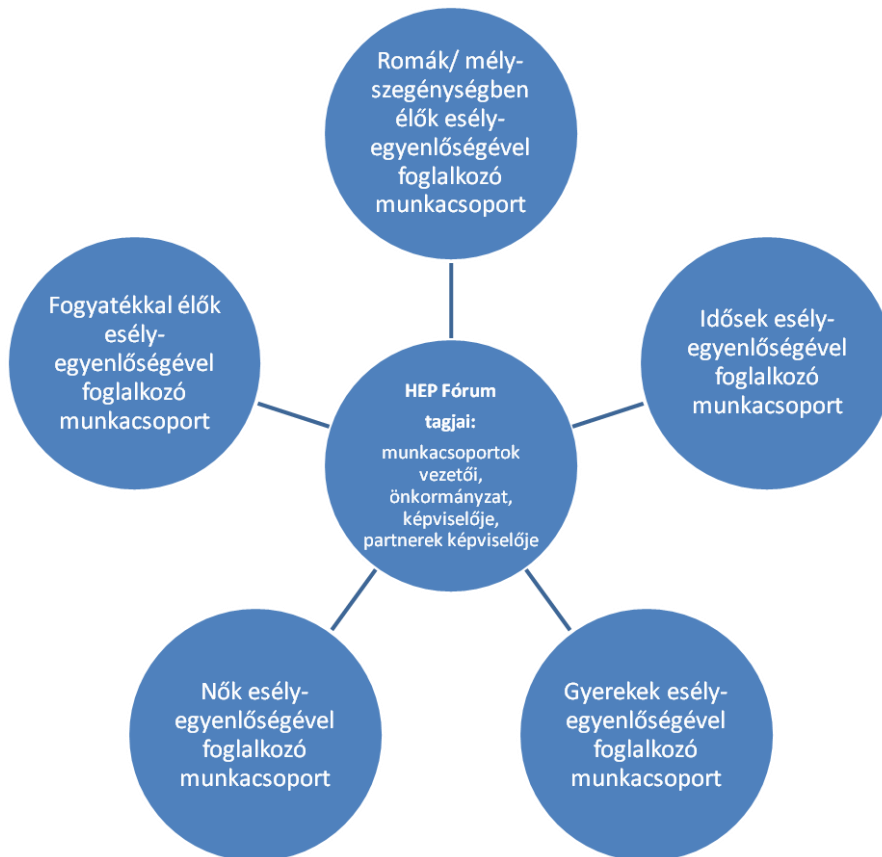 Romák/ mély-
szegénységben
élők esély-
egyenlőségével
foglalkozó
munkacsoport
Fogyatékkal élők
esély-
egyenlőségével
foglalkozó
munkacsoport
Idősek esély-
egyenlőségével
foglalkozó
munkacsoport
HEP Fórum
tagjai:
munkacsoportok
vezetői,
önkormányzat,
képviselője,
partnerek képviselője
Nők esély-
egyenlőségével
foglalkozó
munkacsoport
Gyerekek esély-
egyenlőségével
foglalkozó
munkacsoport